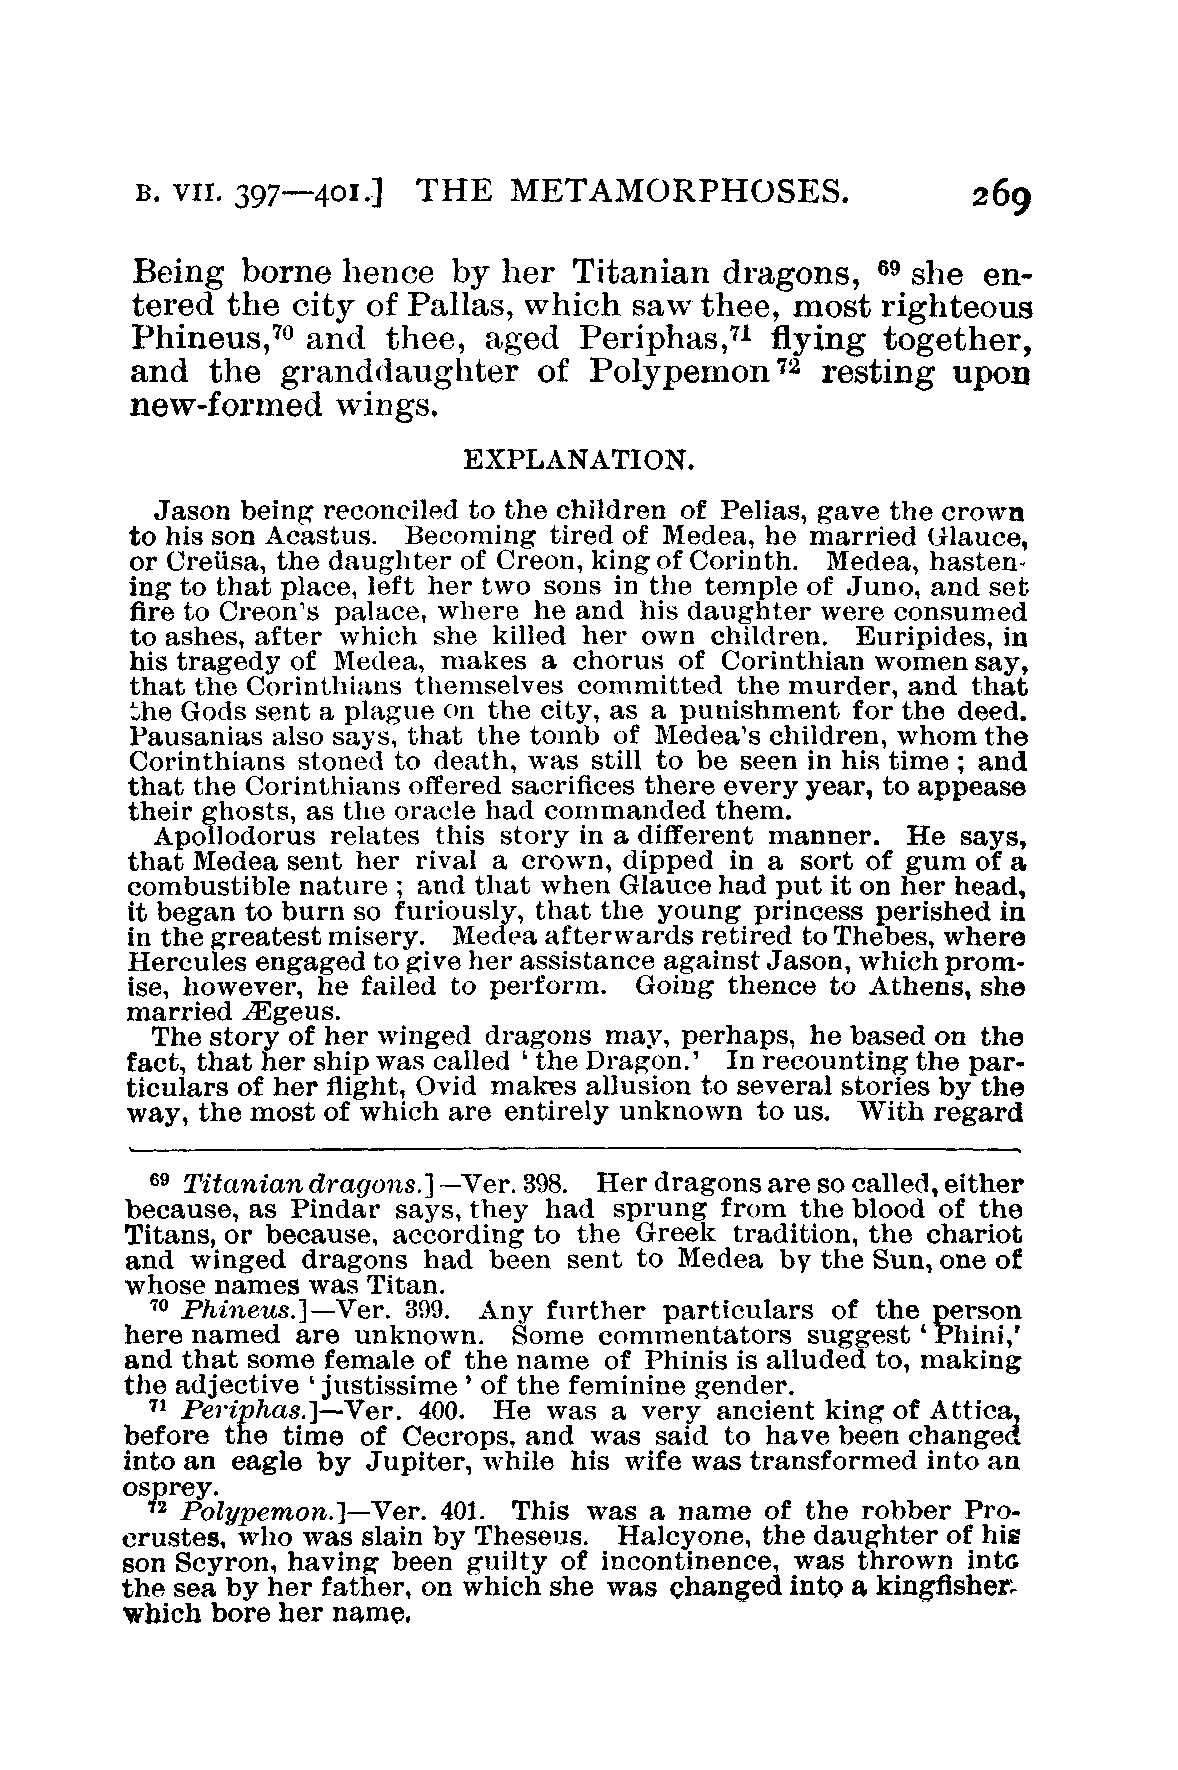 B. VII. 397—401.] THE METAMORPHOSES. 269
Being borne hence by her Titanian dragons, ⁶⁹ she en-
tered the city of Pallas, which saw thee, most righteous
Phineus,⁷⁰ and thee, aged Periphas,⁷¹ flying together,
and the granddaughter of Polypemon ⁷² resting upon
new-formed wings.
EXPLANATION.
Jason being reconciled to the children of Pelias, gave the crown
to his son Acastus. Becoming tired of Medea, he married Glauce,
or Creüsa, the daughter of Creon, king of Corinth. Medea, hasten-
ing to that place, left her two sons in the temple of Juno, and set
fire to Creon's palace, where he and his daughter were consumed
to ashes, after which she killed her own children. Euripides, in
his tragedy of Medea, makes a chorus of Corinthian women say,
that the Corinthians themselves committed the murder, and that
the Gods sent a plague on the city, as a punishment for the deed.
Pausanias also says, that the tomb of Medea's children, whom the
Corinthians stoned to death, was still to be seen in his time ; and
that the Corinthians offered sacrifices there every year, to appease
their ghosts, as the oracle had commanded them.
Apollodorus relates this story in a different manner. He says,
that Medea sent her rival a crown, dipped in a sort of gum of a
combustible nature ; and that when Glauce had put it on her head,
it began to burn so furiously, that the young princess perished in
in the greatest misery. Medea afterwards retired to Thebes, where
Hercules engaged to give her assistance against Jason, which prom-
ise, however, he failed to perform. Going thence to Athens, she
married Ægeus.
The story of her winged dragons may, perhaps, he based on the
fact, that her ship was called ' the Dragon.' In recounting the par-
ticulars of her flight, Ovid makes allusion to several stories by the
way, the most of which are entirely unknown to us. With regard
⁶⁹ Titanian dragons.]—Ver. 398. Her dragons are so called, either
because, as Pindar says, they had sprung from the blood of the
Titans, or because, according to the Greek tradition, the chariot
and winged dragons had been sent to Medea by the Sun, one of
whose names was Titan.
⁷⁰ Phineus.]—Ver. 399. Any further particulars of the person
here named are unknown. Some commentators suggest ' Phini,'
and that some female of the name of Phinis is alluded to, making
the adjective ' justissime ' of the feminine gender.
⁷¹ Periphas.]—Ver. 400. He was a very ancient king of Attica,
before the time of Cecrops, and was said to have been changed
into an eagle by Jupiter, while his wife was transformed into an
osprey.
⁷² Polypemon.]—Ver. 401. This was a name of the robber Pro-
crustes, who was slain by Theseus. Halcyone, the daughter of his
son Scyron, having been guilty of incontinence, was thrown into
the sea by her father, on which she was changed into a kingfisher,
which bore her name.